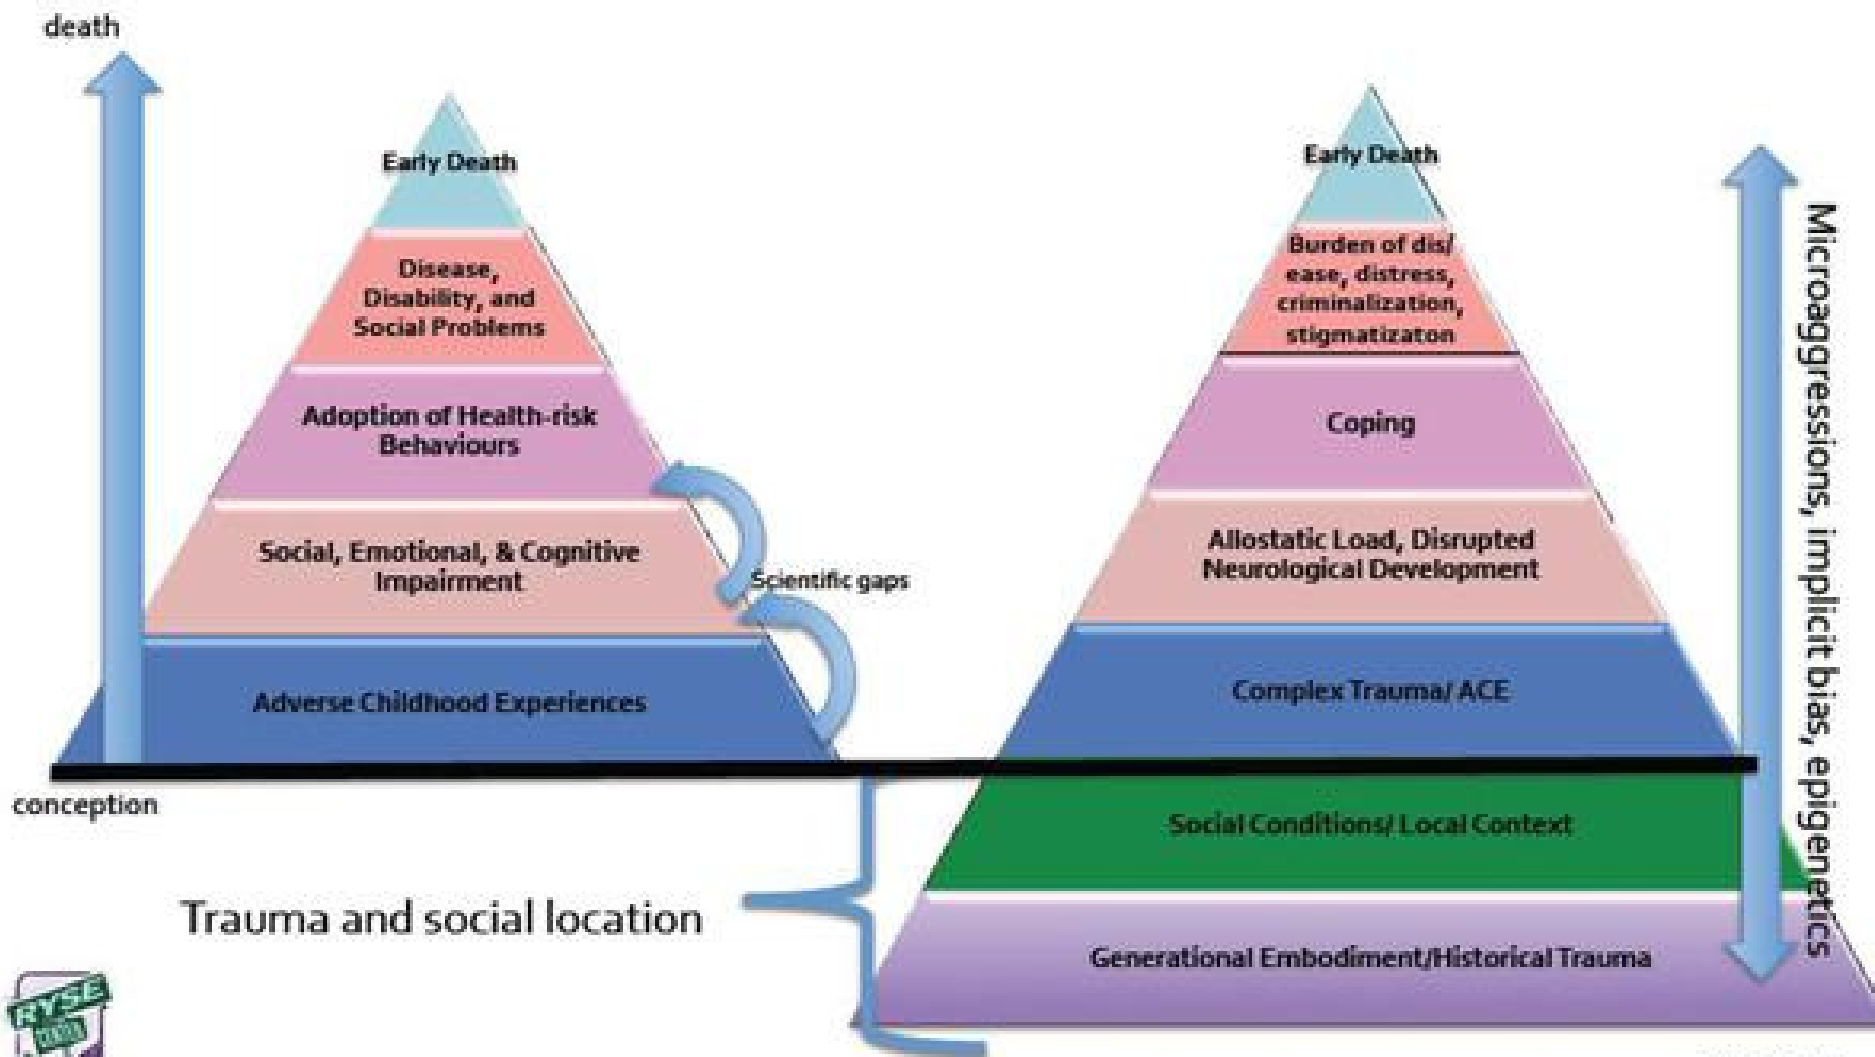 death
Early Death
Disease,
Disability, and
Social Problems
Adoption of Health-risk
Behaviours
Social, Emotional, & Cognitive
Impairment
Scientific gaps
Adverse Childhood Experiences
conception
Trauma and social location
Early Death
Burden of dis/
ease, distress,
criminalization,
stigmatizaton
Coping
Allostatic Load, Disrupted
Neurological Development
Complex Trauma/ ACE
Social Conditions/ Local Context
Generational Embodiment/Historical Trauma
Microaggressions, implicit bias, epigenetics
RYSE
CENTER